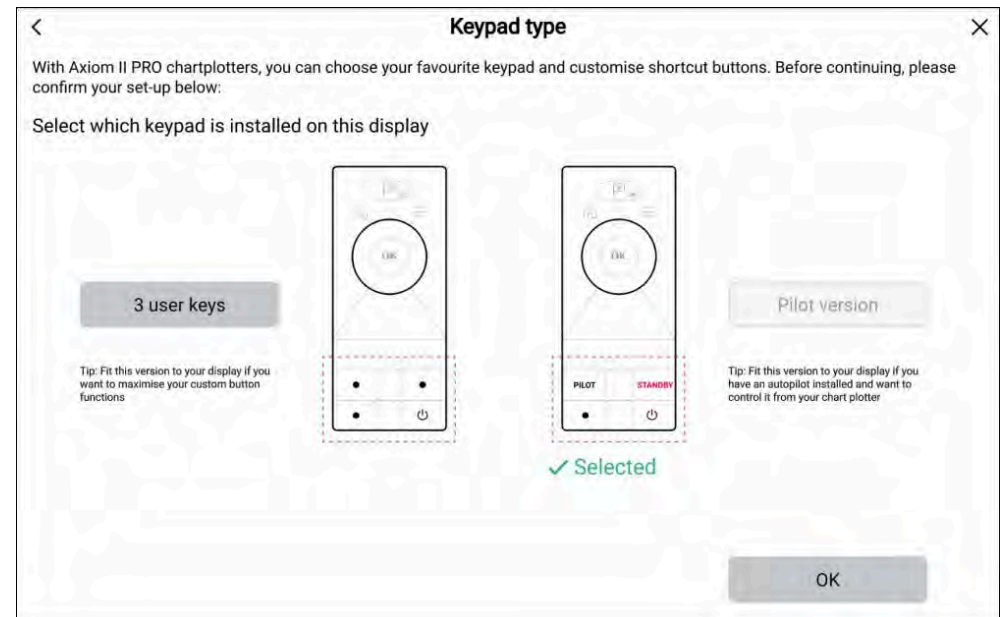 Keypad type
With Axiom II PRO chartplotters, you can choose your favourite keypad and customise shortcut buttons. Before continuing, please
confirm your set-up below:
Select which keypad is installed on this display
OK
OK
3 user keys
Pilot version
Tip: Fit this version to your display if you
want to maximise your custom button
functions
PILOT
STANDBY
Tip: Fit this version to your display if you
have an autopilot installed and want to
control it from your chart plotter
Selected
OK